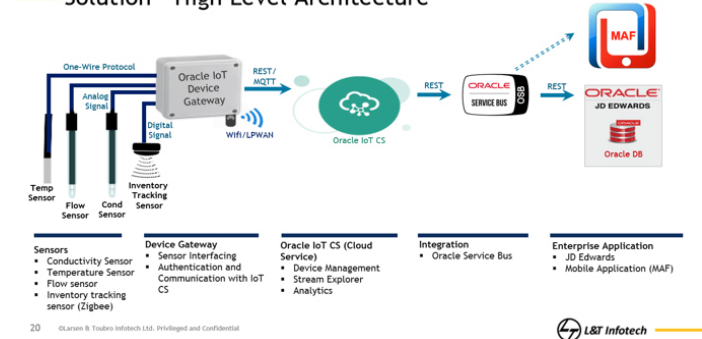 Solution - High Level Architecture
One-Wire Protocol
Analog
Signal
Digital
Signal
Oracle IoT
Device
Gateway
REST/
MQTT
Wifi/LPWAN
Oracle IoT CS
REST
ORACLE
SERVICE BUS
OSB
REST
MAF
ORACLE
JD EDWARDS
ORACLE
Oracle DB
Temp
Sensor
Flow
Sensor
Cond
Sensor
Inventory
Tracking
Sensor
Sensors
▪ Conductivity Sensor
▪ Temperature Sensor
▪ Flow sensor
▪ Inventory tracking
sensor (Zigbee)
Device Gateway
▪ Sensor Interfacing
▪ Authentication and
Communication with IoT
CS
Oracle IoT CS (Cloud
Service)
▪ Device Management
▪ Stream Explorer
▪ Analytics
Integration
▪ Oracle Service Bus
Enterprise Application
▪ JD Edwards
▪ Mobile Application (MAF)
20 ©Larsen & Toubro Infotech Ltd. Privileged and Confidential
L&T Infotech